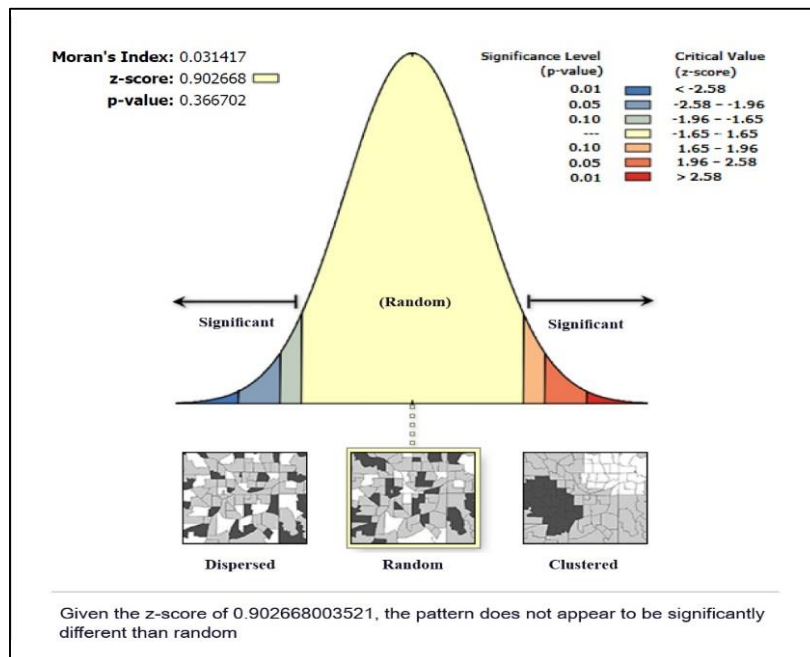 Moran's Index: 0.031417
z-score: 0.902668
p-value: 0.366702
Significance Level
(p-value)
Critical Value
(z-score)
0.01 < -2.58
0.05 -2.58 – -1.96
0.10 -1.96 – -1.65
--- -1.65 – 1.65
0.10 1.65 – 1.96
0.05 1.96 – 2.58
0.01 > 2.58
(Random)
Significant
Significant
Dispersed
Random
Clustered
Given the z-score of 0.902668003521, the pattern does not appear to be significantly
different than random